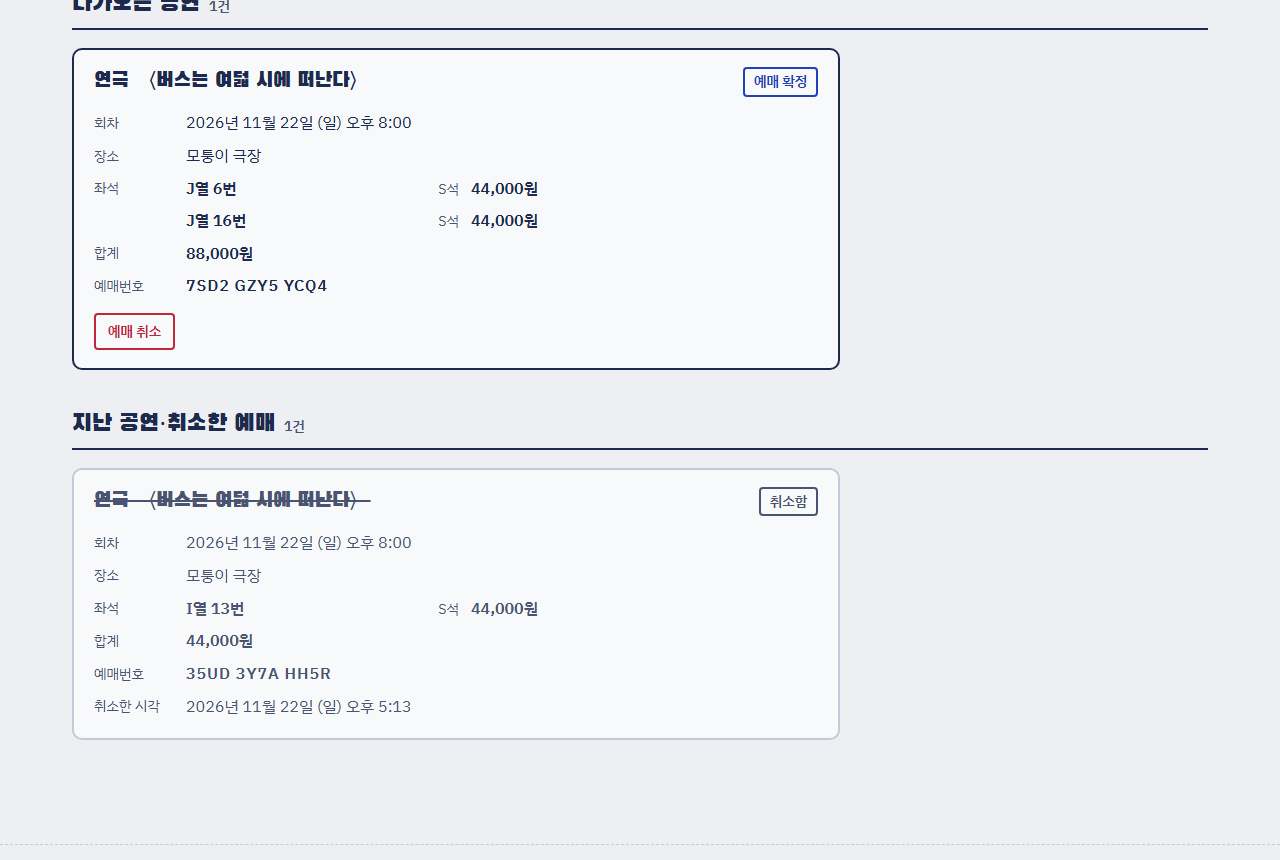 다가오는 공연 1건
연극 〈버스는 여덟 시에 떠난다〉
예매 확정
회차 2026년 11월 22일 (일) 오후 8:00
장소 모퉁이 극장
좌석 J열 6번 S석 44,000원
J열 16번 S석 44,000원
합계 88,000원
예매번호 7SD2 GZY5 YCQ4
예매 취소
지난 공연·취소한 예매 1건
연극 〈버스는 여덟 시에 떠난다〉
취소함
회차 2026년 11월 22일 (일) 오후 8:00
장소 모퉁이 극장
좌석 I열 13번 S석 44,000원
합계 44,000원
예매번호 35UD 3Y7A HH5R
취소한 시각 2026년 11월 22일 (일) 오후 5:13